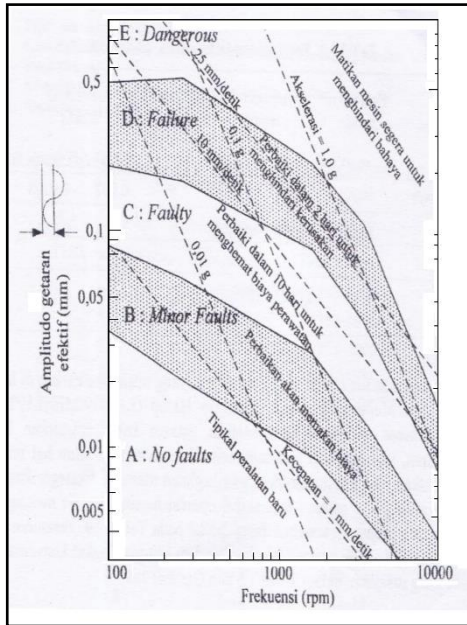 E : Dangerous
0,5
25 mm/detik
10 mm/detik
0,1 g
Akselerasi = 1,0 g
Matikan mesin segera untuk
menghindari bahaya
D : Failure
Perbaiki dalam 2 hari untuk
menghindari kerusakan
C : Faulty
Perbaiki dalam 10 hari untuk
menghemat biaya perawatan
0,1
0,01 g
0,05
B : Minor Faults
Perbaikan akan memakan biaya
0,01
A : No faults
Tipikal peralatan baru
Kecepatan = 1 mm/detik
0,005
Amplitudo getaran
efektif (mm)
100
1000
10000
Frekuensi (rpm)